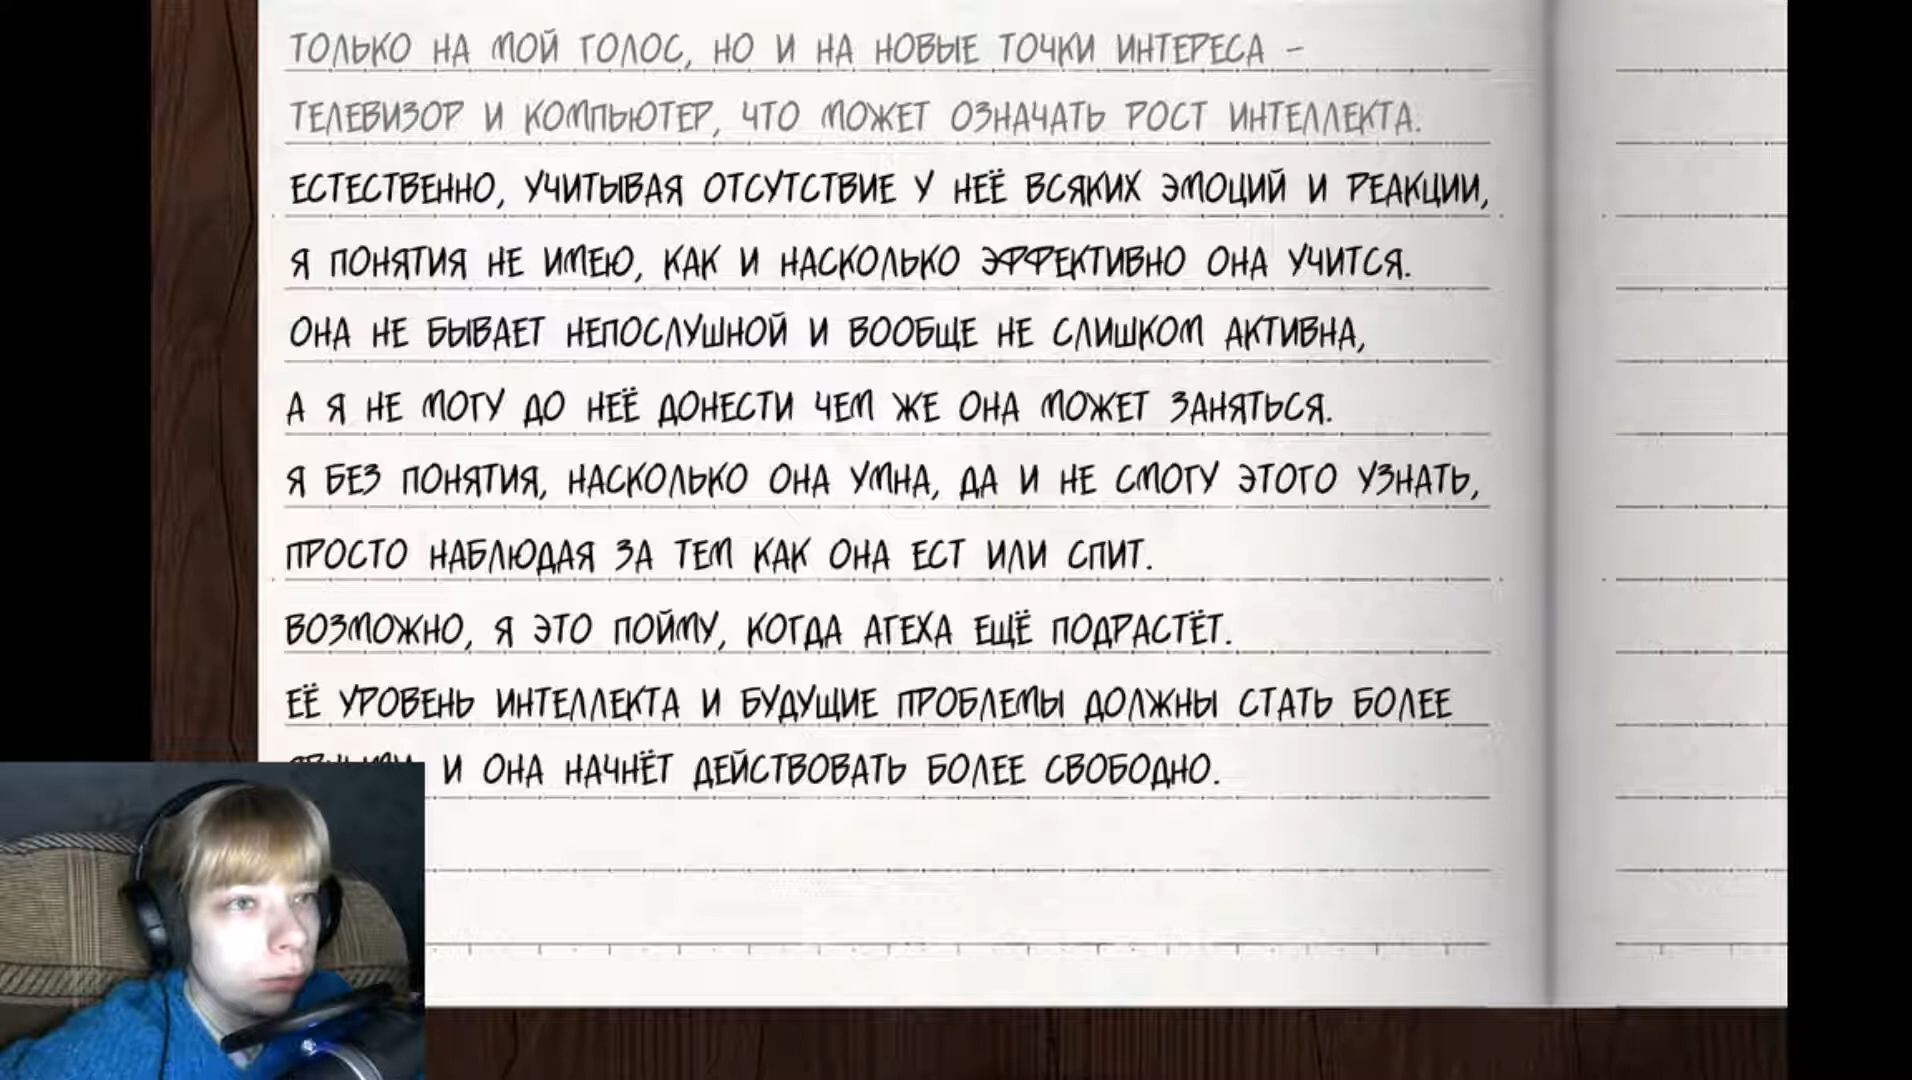 ТОЛЬКО НА МОЙ ГОЛОС, НО И НА НОВЫЕ ТОЧКИ ИНТЕРЕСА -
ТЕЛЕВИЗОР И КОМПЬЮТЕР, ЧТО МОЖЕТ ОЗНАЧАТЬ РОСТ ИНТЕЛЛЕКТА.
ЕСТЕСТВЕННО, УЧИТЫВАЯ ОТСУТСТВИЕ У НЕЁ ВСЯКИХ ЭМОЦИЙ И РЕАКЦИИ,
Я ПОНЯТИЯ НЕ ИМЕЮ, КАК И НАСКОЛЬКО ЭФФЕКТИВНО ОНА УЧИТСЯ.
ОНА НЕ БЫВАЕТ НЕПОСЛУШНОЙ И ВООБЩЕ НЕ СЛИШКОМ АКТИВНА,
А Я НЕ МОГУ ДО НЕЁ ДОНЕСТИ ЧЕМ ЖЕ ОНА МОЖЕТ ЗАНЯТЬСЯ.
Я БЕЗ ПОНЯТИЯ, НАСКОЛЬКО ОНА УМНА, ДА И НЕ СМОГУ ЭТОГО УЗНАТЬ,
ПРОСТО НАБЛЮДАЯ ЗА ТЕМ КАК ОНА ЕСТ ИЛИ СПИТ.
ВОЗМОЖНО, Я ЭТО ПОЙМУ, КОГДА АГЕХА ЕЩЁ ПОДРАСТЁТ.
ЕЁ УРОВЕНЬ ИНТЕЛЛЕКТА И БУДУЩИЕ ПРОБЛЕМЫ ДОЛЖНЫ СТАТЬ БОЛЕЕ
И ОНА НАЧНЁТ ДЕЙСТВОВАТЬ БОЛЕЕ СВОБОДНО.